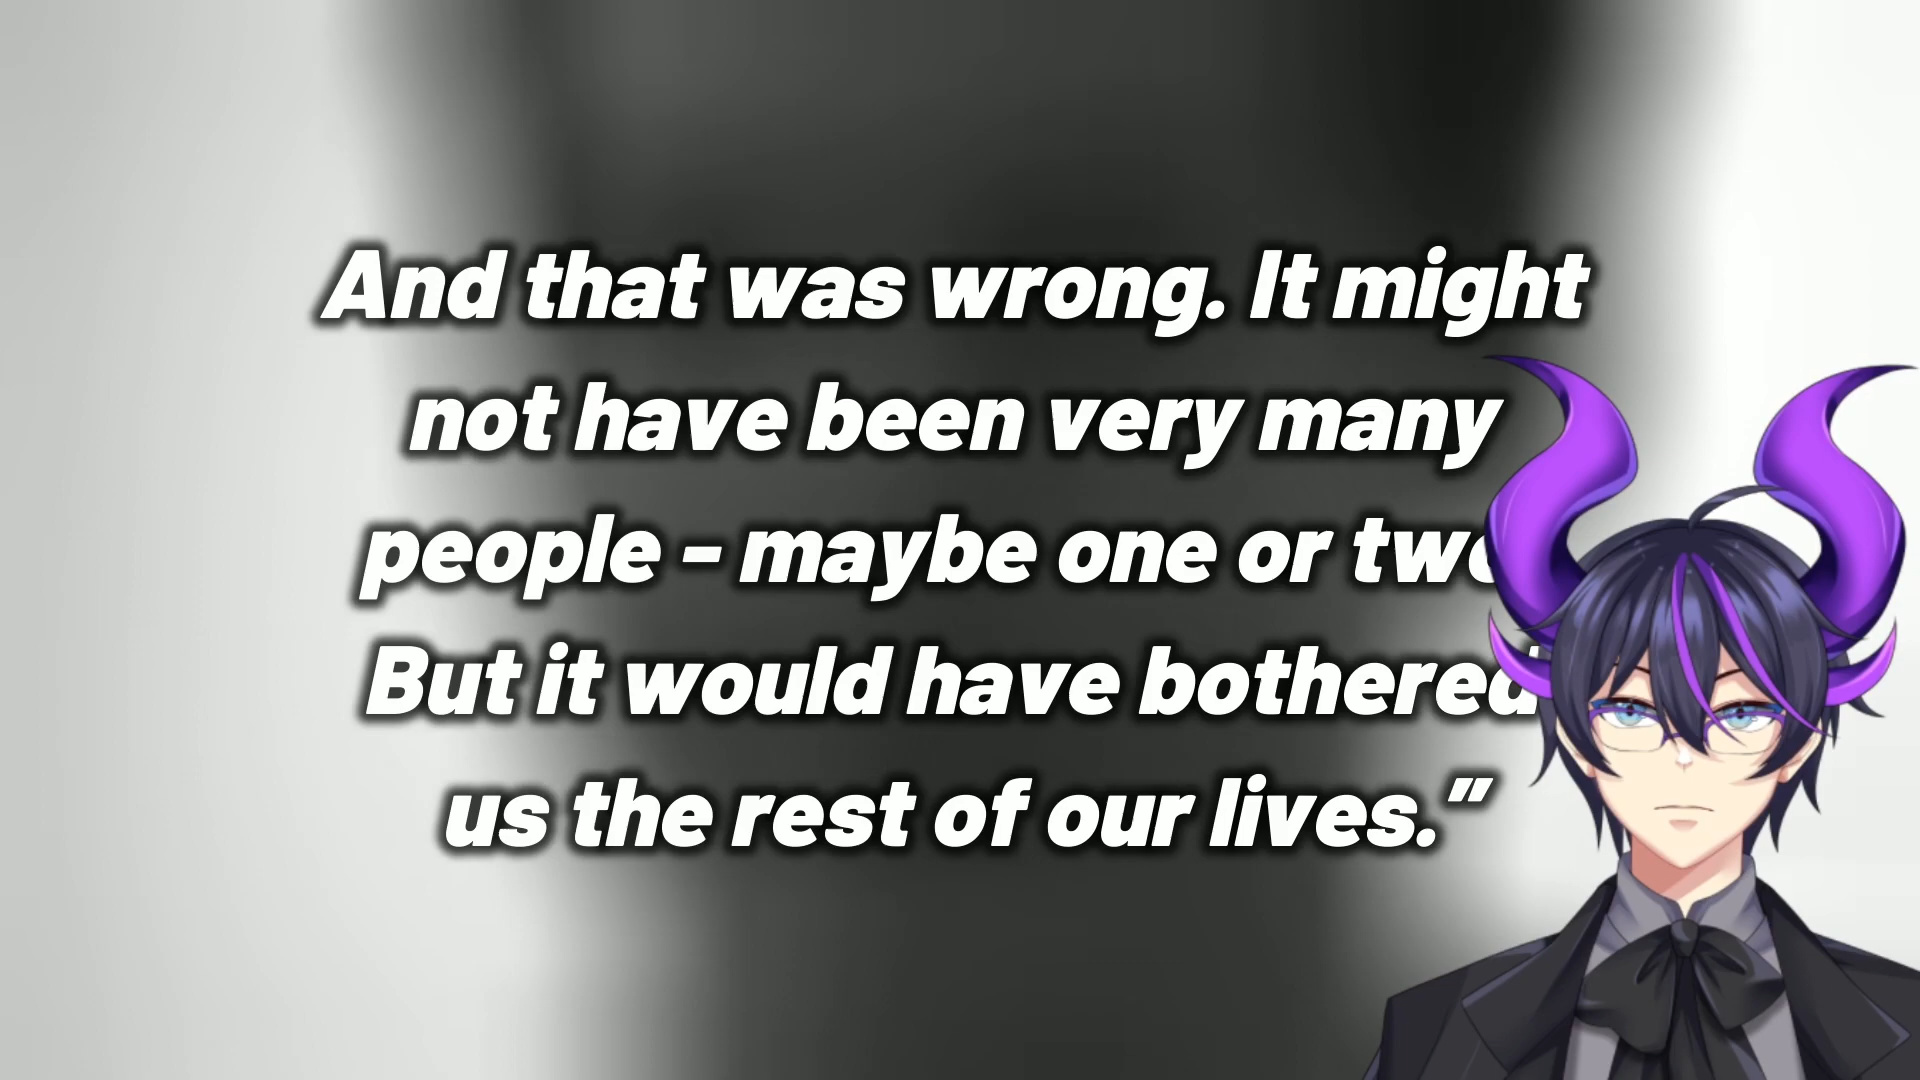 And that was wrong. It might
not have been very many
people – maybe one or two
But it would have bothered
us the rest of our lives.”